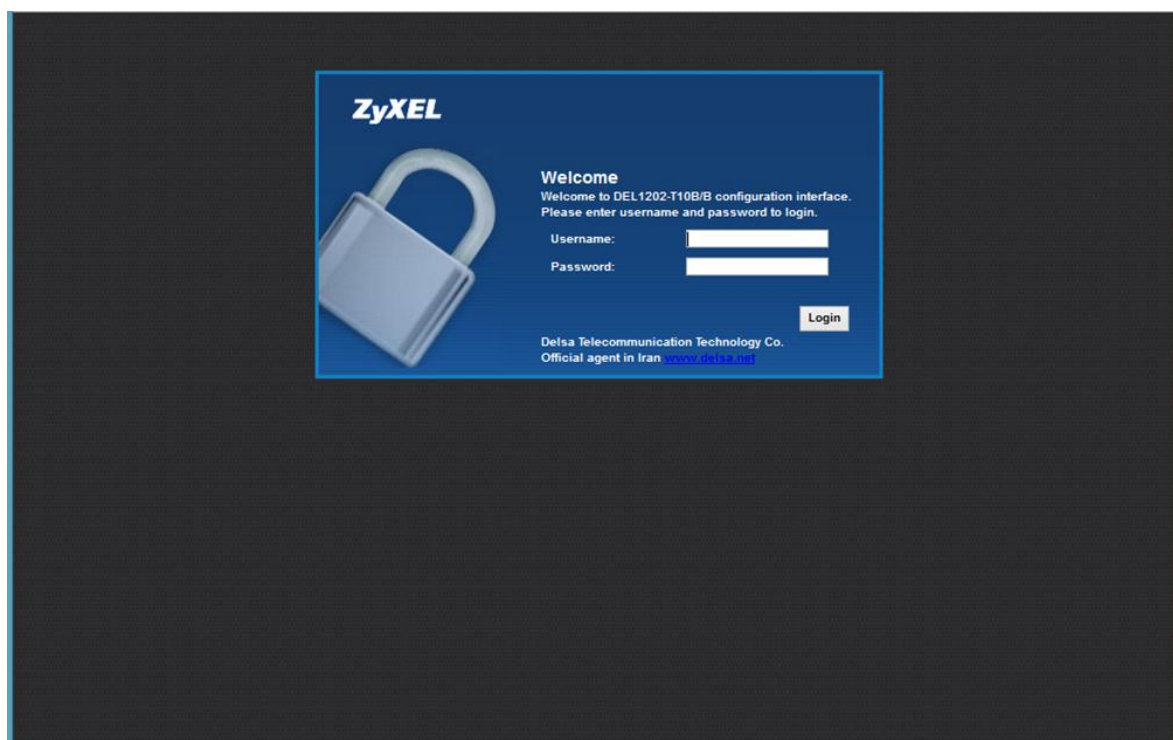 ZyXEL
Welcome
Welcome to DEL1202-T10B/B configuration interface.
Please enter username and password to login.
Username:
Password:
Login
Delsa Telecommunication Technology Co.
Official agent in Iran www.delsa.net